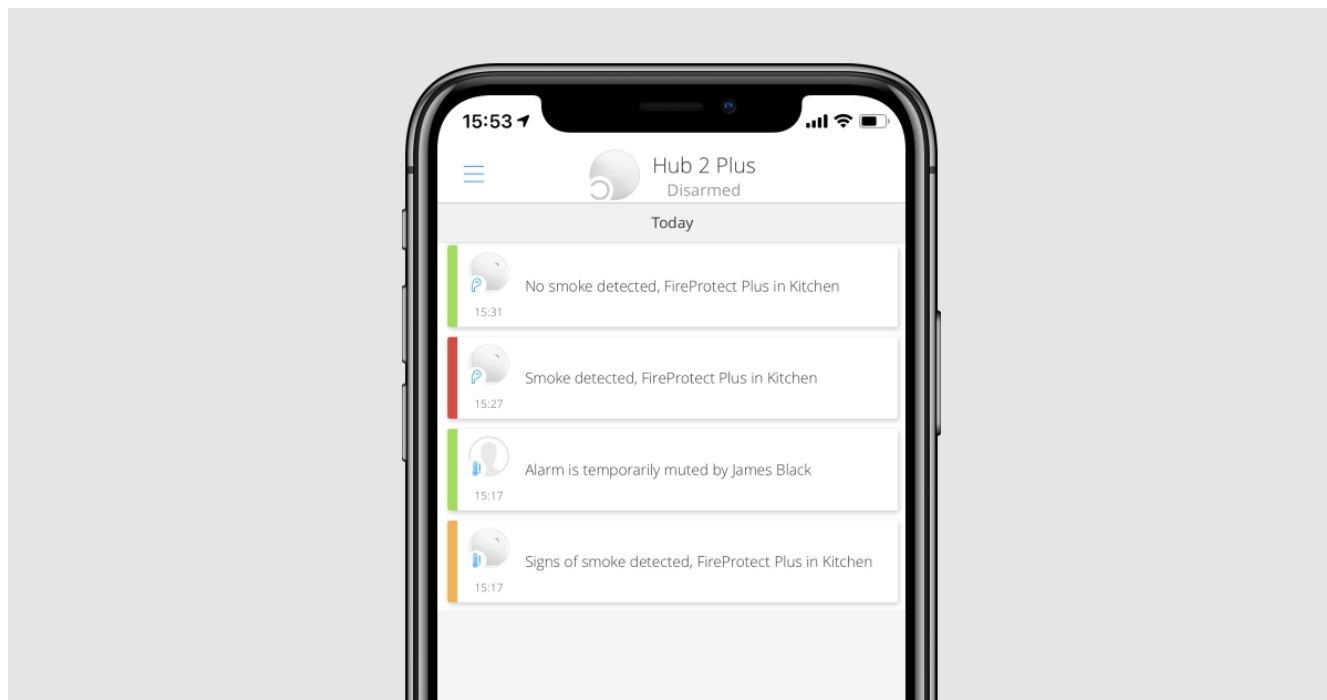 15:53
Hub 2 Plus
Disarmed
Today
No smoke detected, FireProtect Plus in Kitchen
15:31
Smoke detected, FireProtect Plus in Kitchen
15:27
Alarm is temporarily muted by James Black
15:17
Signs of smoke detected, FireProtect Plus in Kitchen
15:17